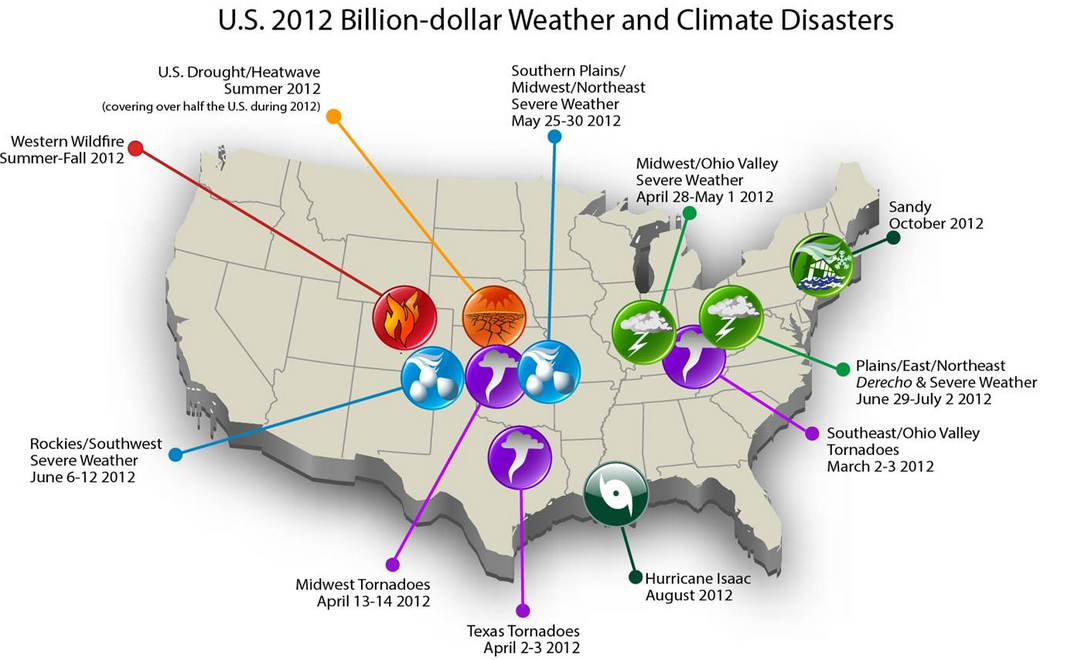 U.S. 2012 Billion-dollar Weather and Climate Disasters
U.S. Drought/Heatwave
Summer 2012
(covering over half the U.S. during 2012)
Southern Plains/
Midwest/Northeast
Severe Weather
May 25-30 2012
Western Wildfire
Summer-Fall 2012
Midwest/Ohio Valley
Severe Weather
April 28-May 1 2012
Sandy
October 2012
Plains/East/Northeast
Derecho & Severe Weather
June 29-July 2 2012
Southeast/Ohio Valley
Tornadoes
March 2-3 2012
Rockies/Southwest
Severe Weather
June 6-12 2012
Midwest Tornadoes
April 13-14 2012
Hurricane Isaac
August 2012
Texas Tornadoes
April 2-3 2012